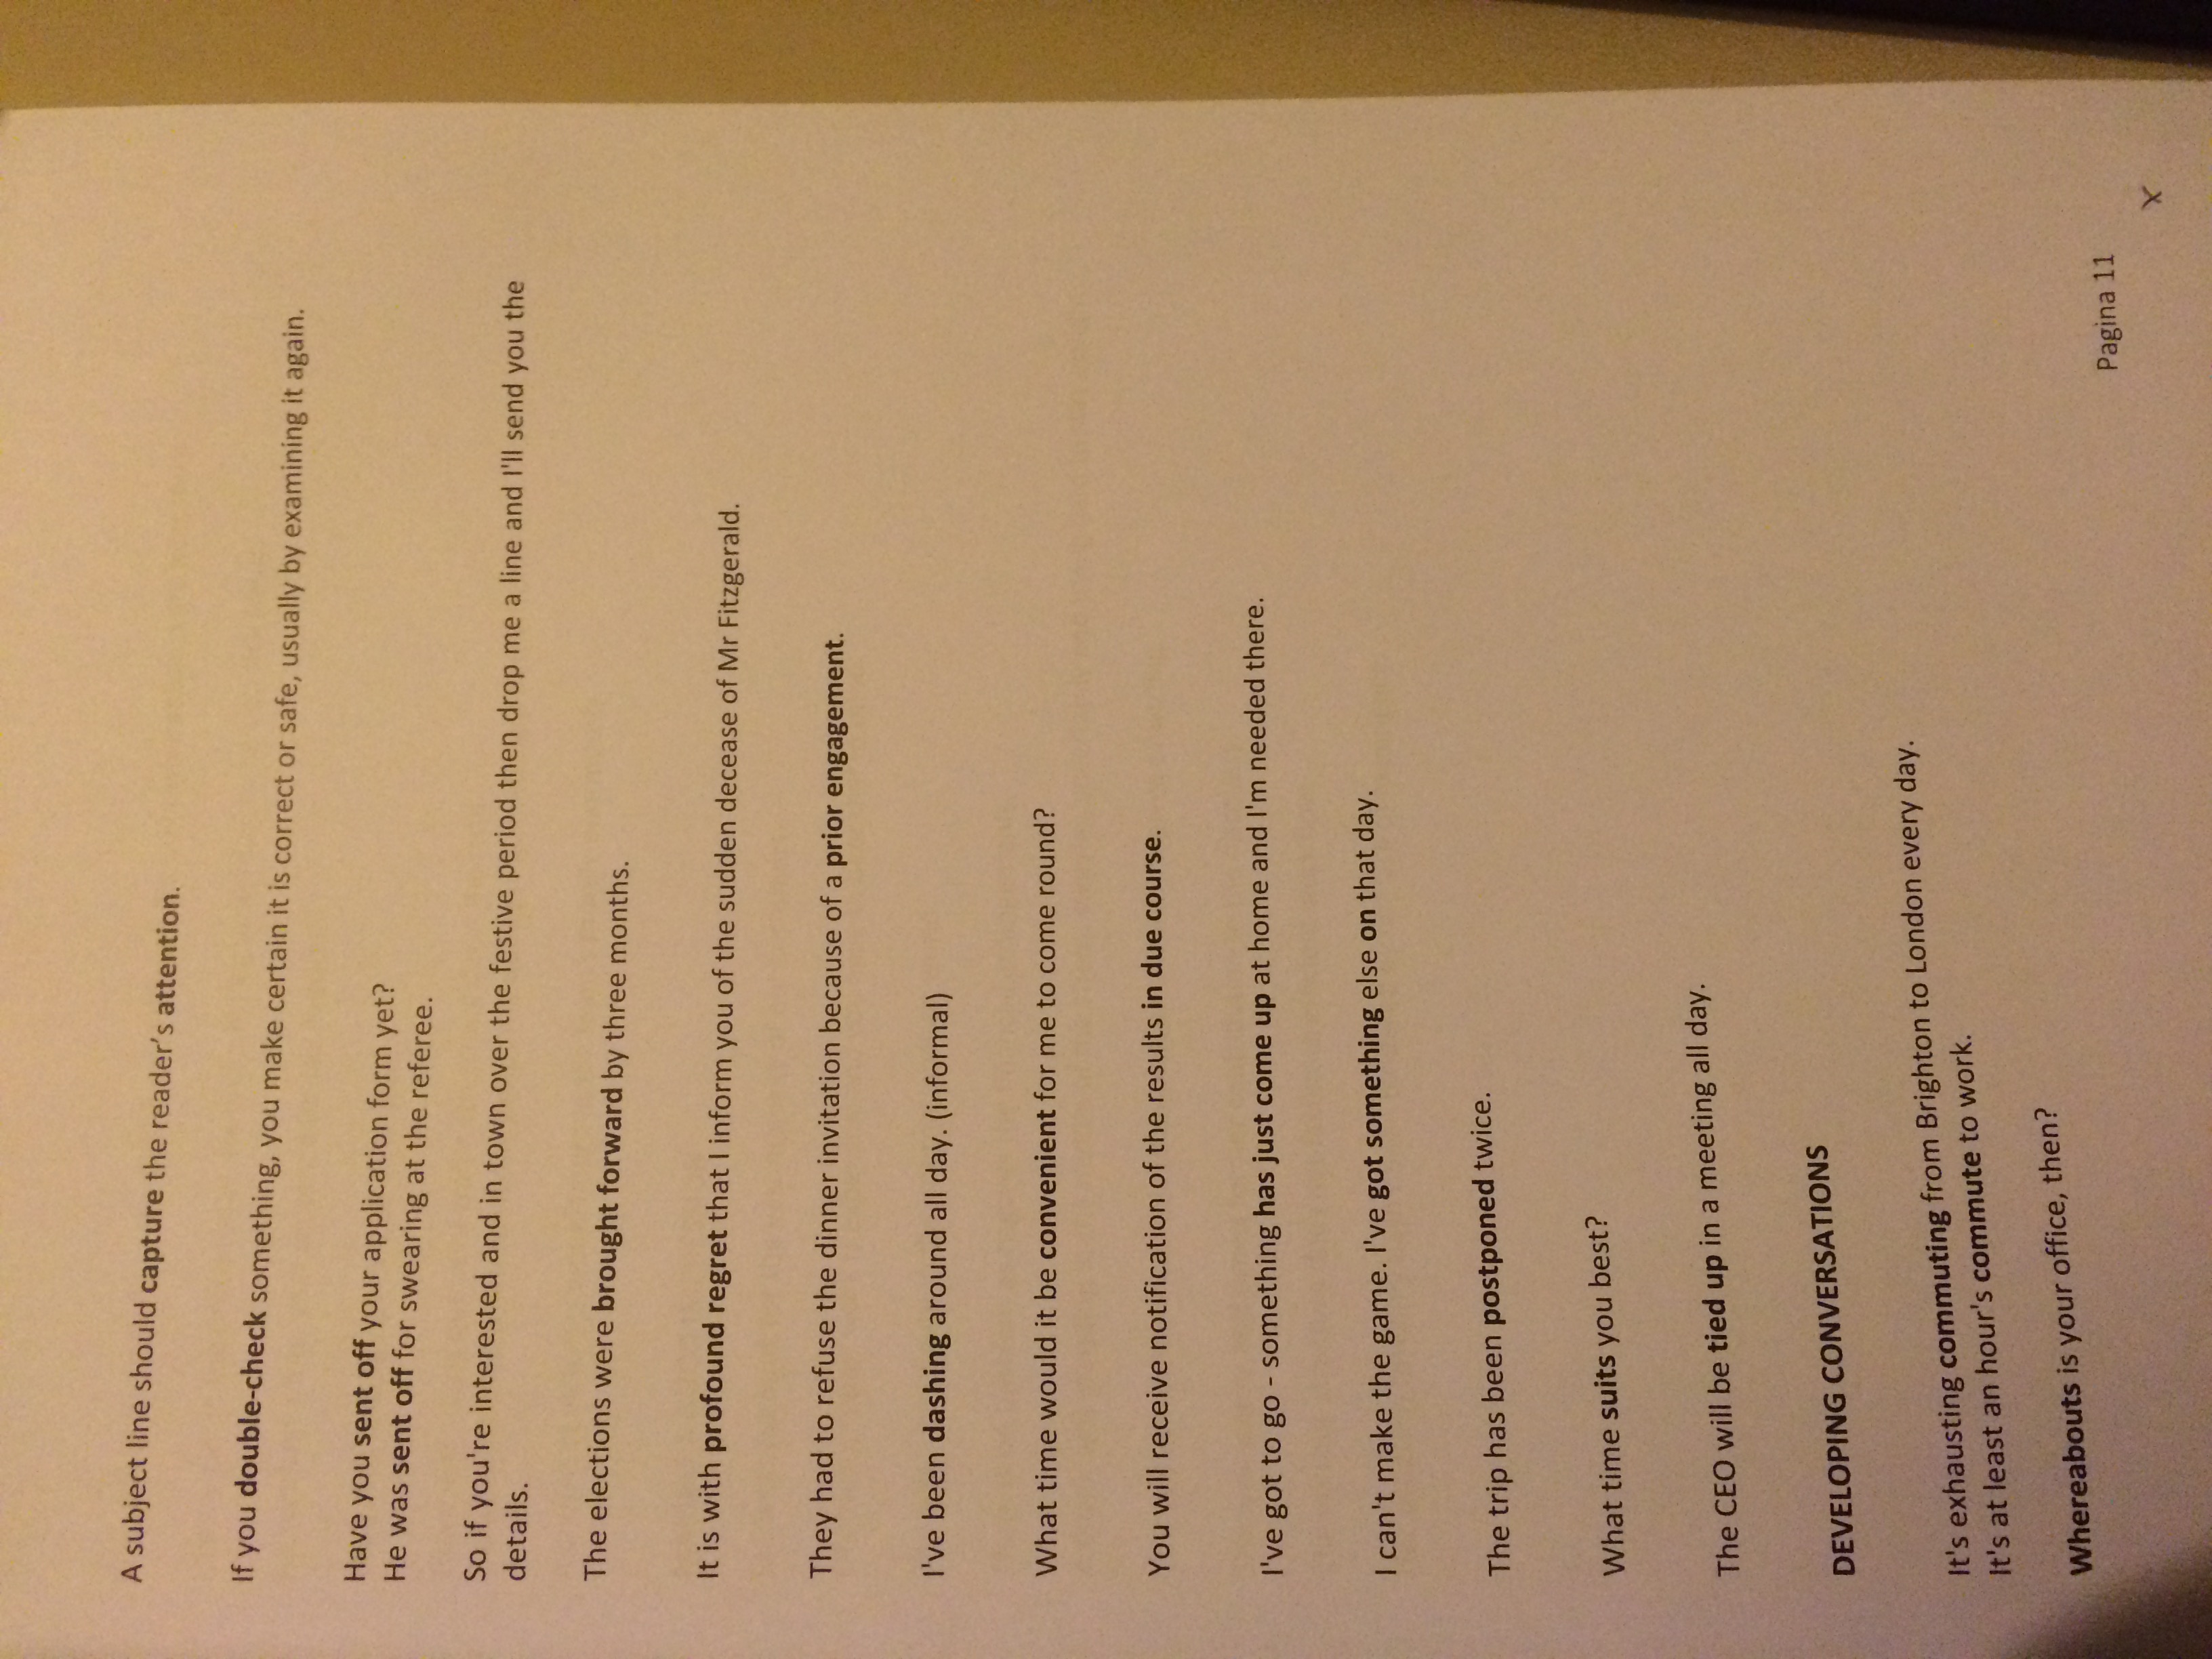 A subject line should capture the reader's attention.
If you double-check something, you make certain it is correct or safe, usually by examining it again.
Have you sent off your application form yet?
He was sent off for swearing at the referee.
So if you're interested and in town over the festive period then drop me a line and I'll send you the
details.
The elections were brought forward by three months.
It is with profound regret that I inform you of the sudden decease of Mr Fitzgerald.
They had to refuse the dinner invitation because of a prior engagement.
I've been dashing around all day. (informal)
What time would it be convenient for me to come round?
You will receive notification of the results in due course.
I've got to go - something has just come up at home and I'm needed there.
I can't make the game. I've got something else on that day.
The trip has been postponed twice.
What time suits you best?
The CEO will be tied up in a meeting all day.
DEVELOPING CONVERSATIONS
It's exhausting commuting from Brighton to London every day.
It's at least an hour's commute to work.
Whereabouts is your office, then?
Pagina 11